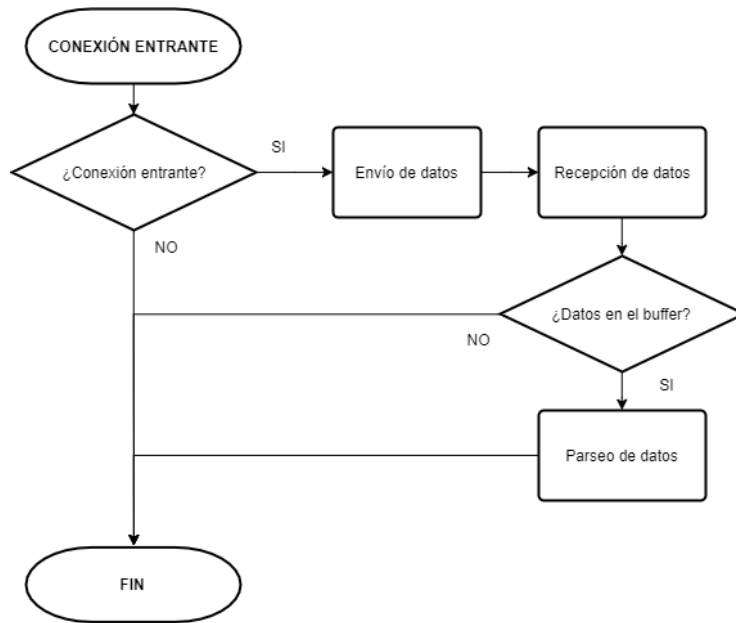 CONEXIÓN ENTRANTE
¿Conexión entrante?
SI
Envío de datos
Recepción de datos
NO
¿Datos en el buffer?
NO
SI
Parseo de datos
FIN